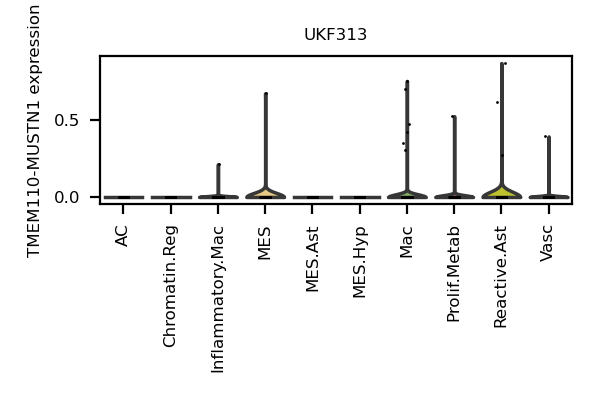 UKF313
TMEM110-MUSTN1 expression
0.5
0.0
AC
Chromatin.Reg
Inflammatory.Mac
MES
MES.Ast
MES.Hyp
Mac
Prolif.Metab
Reactive.Ast
Vasc